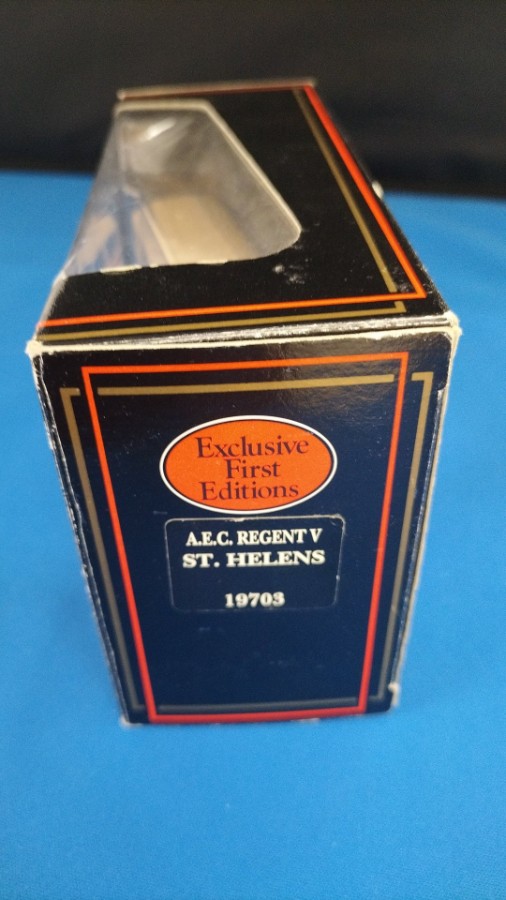 Exclusive
First
Editions
A.E.C. REGENT V
ST. HELENS
19703